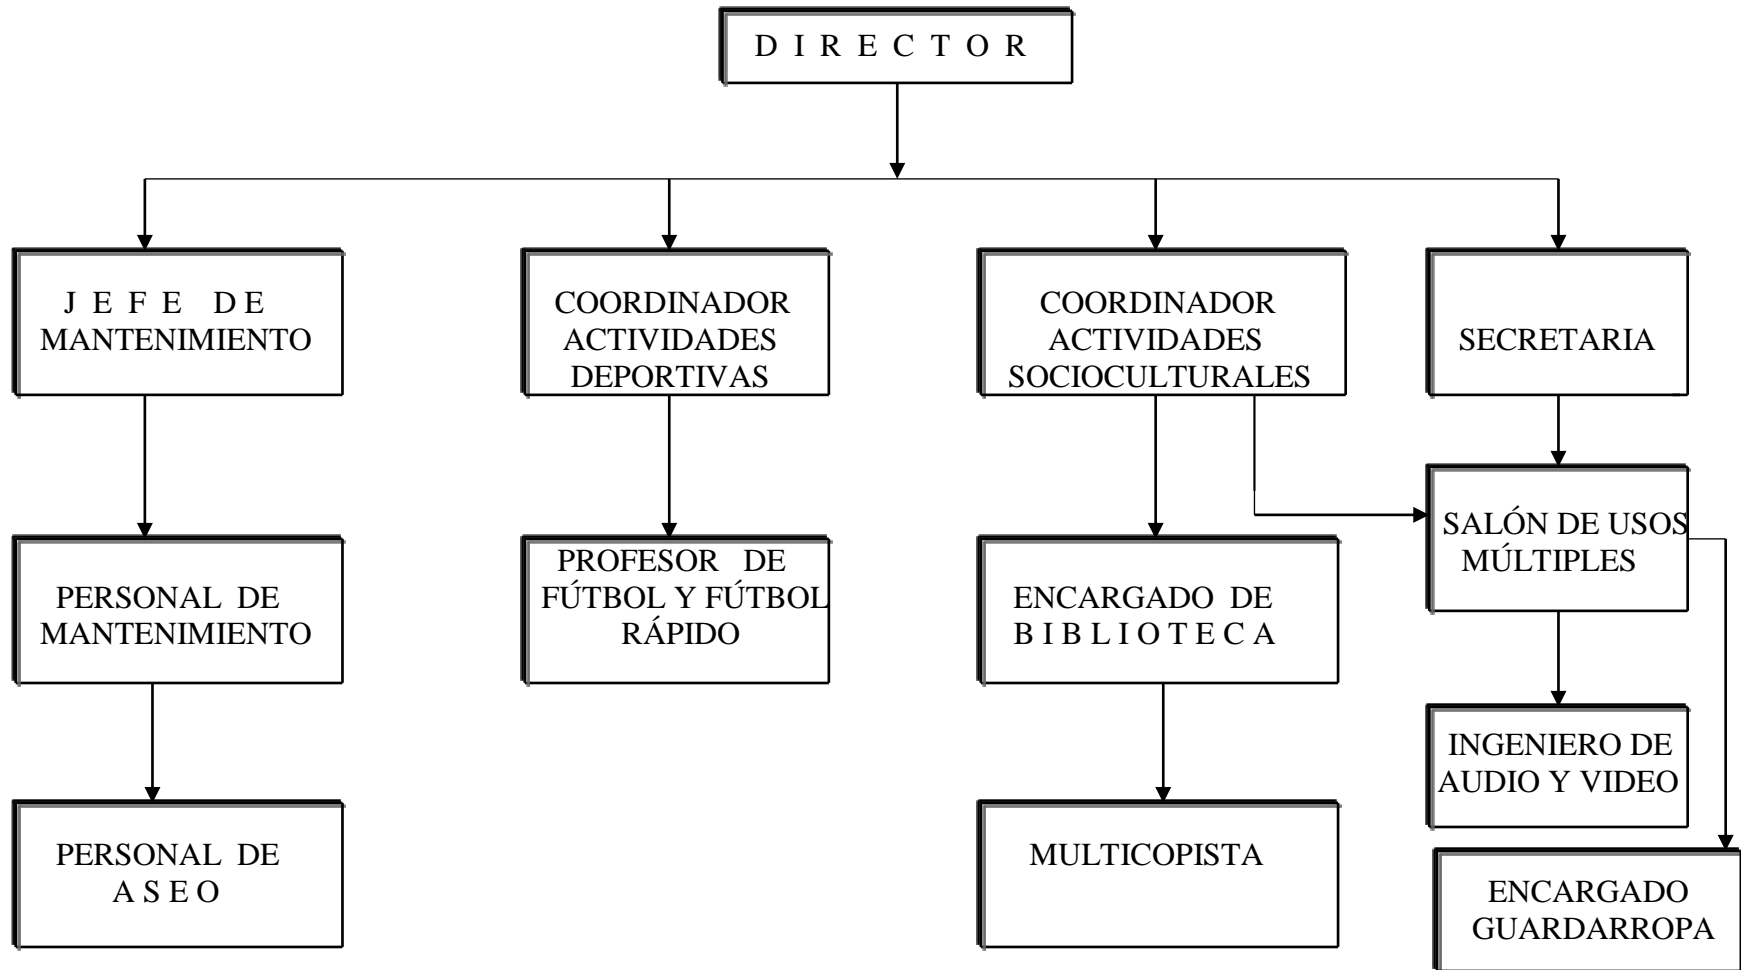 D I R E C T O R
J E F E D E
MANTENIMIENTO
COORDINADOR
ACTIVIDADES
DEPORTIVAS
COORDINADOR
ACTIVIDADES
SOCIOCULTURALES
SECRETARIA
SALÓN DE USOS
MÚLTIPLES
PERSONAL DE
MANTENIMIENTO
PROFESOR DE
FÚTBOL Y FÚTBOL
RÁPIDO
ENCARGADO DE
B I B L I O T E C A
INGENIERO DE
AUDIO Y VIDEO
PERSONAL DE
A S E O
MULTICOPISTA
ENCARGADO
GUARDARROPA